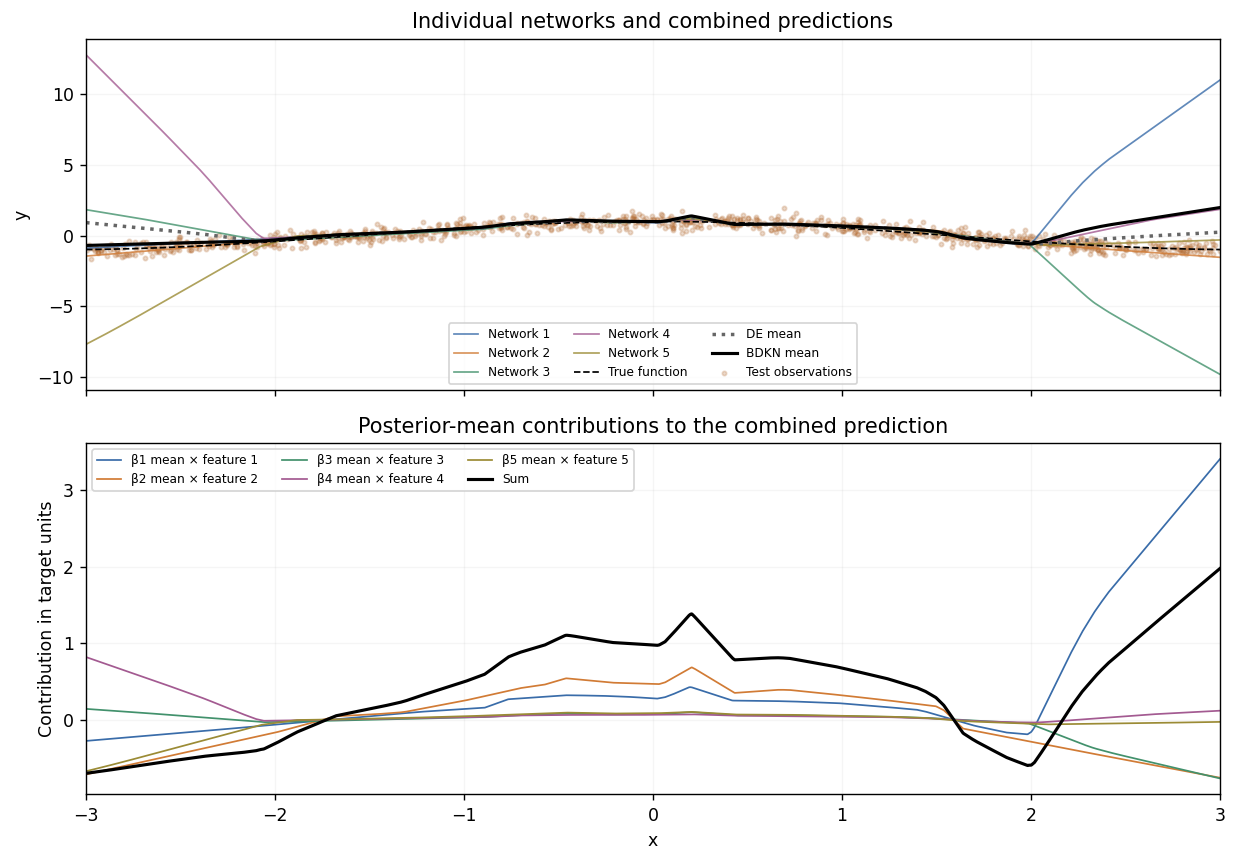 Individual networks and combined predictions
y
10
5
0
−5
−10
Network 1
Network 2
Network 3
Network 4
Network 5
True function
DE mean
BDKN mean
Test observations
Posterior-mean contributions to the combined prediction
Contribution in target units
3
2
1
0
β1 mean × feature 1
β2 mean × feature 2
β3 mean × feature 3
β4 mean × feature 4
β5 mean × feature 5
Sum
−3 −2 −1 0 1 2 3
x